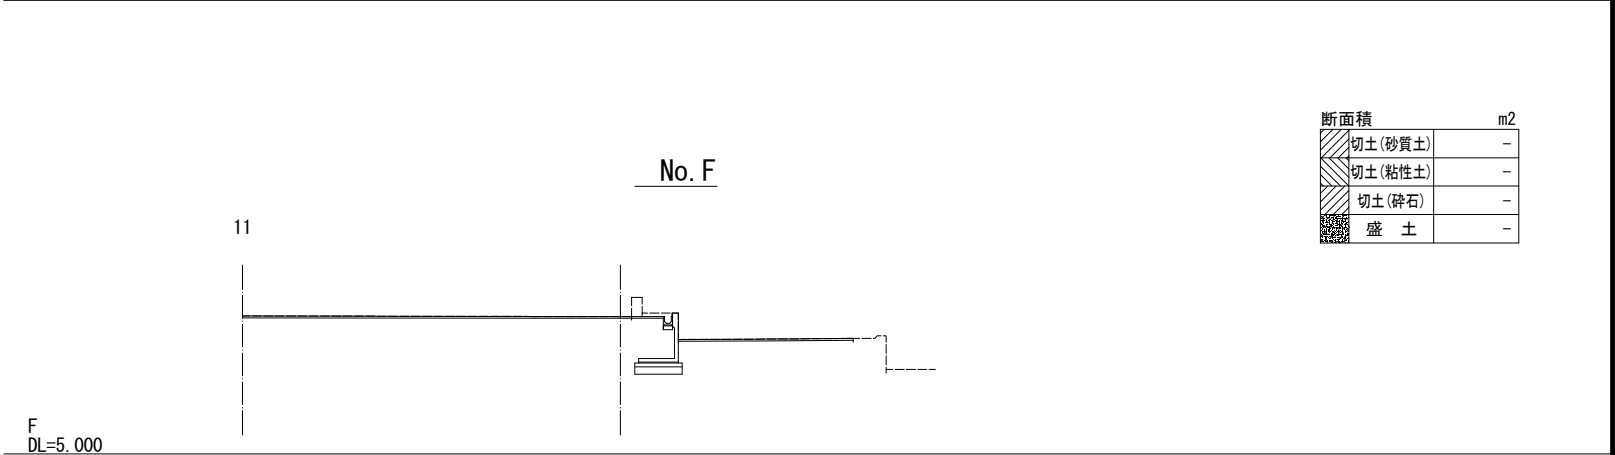 断面積 m2
切土(砂質土) -
切土(粘性土) -
切土(砕石) -
盛 土 -
No.F
11
F
DL=5.000